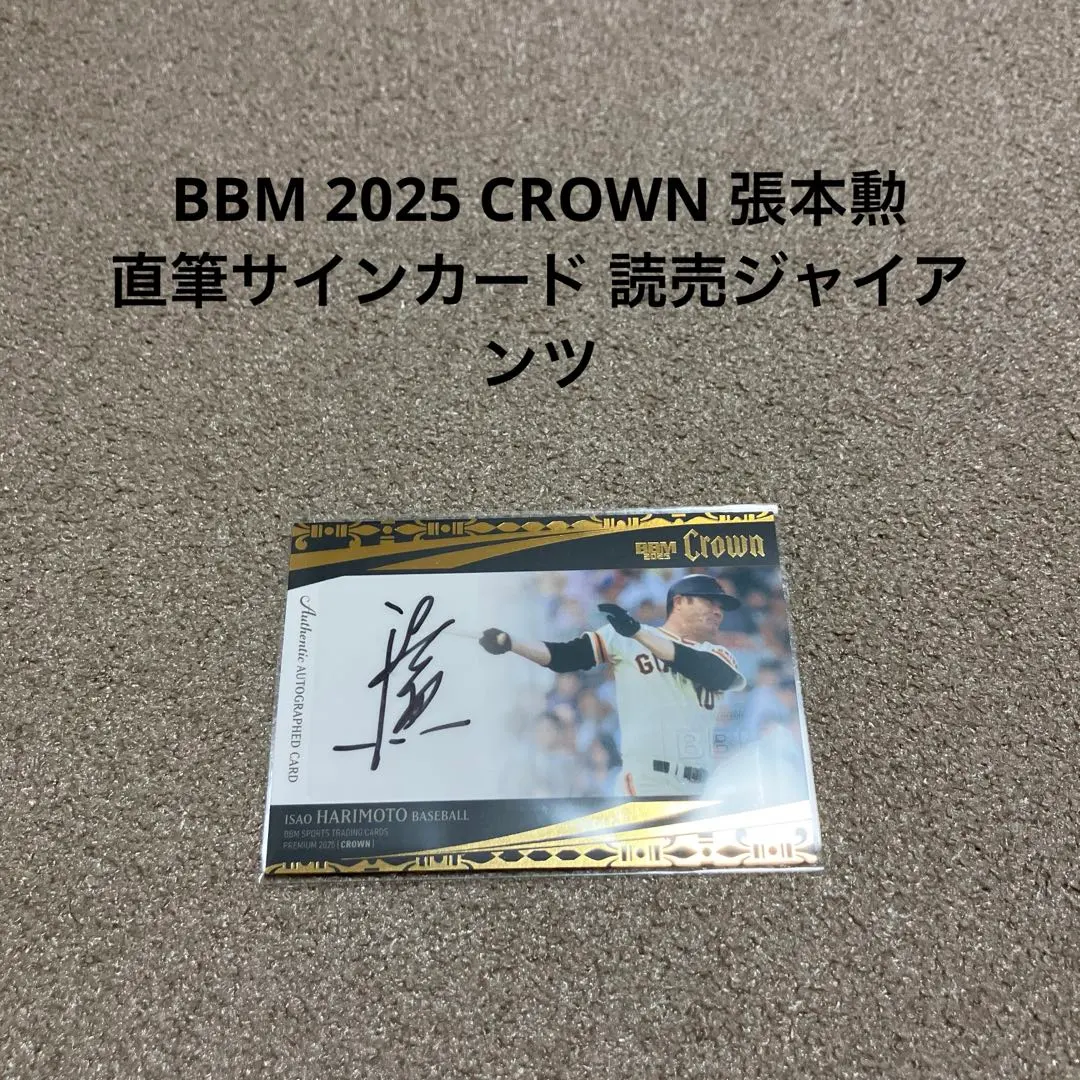 BBM 2025 CROWN 張本勲
直筆サインカード 読売ジャイア
ンツ
BBM Crown
2025
Authentic AUTOGRAPHED CARD
ISAO HARIMOTO BASEBALL
BBM SPORTS TRADING CARDS
PREMIUM 2025 | CROWN |